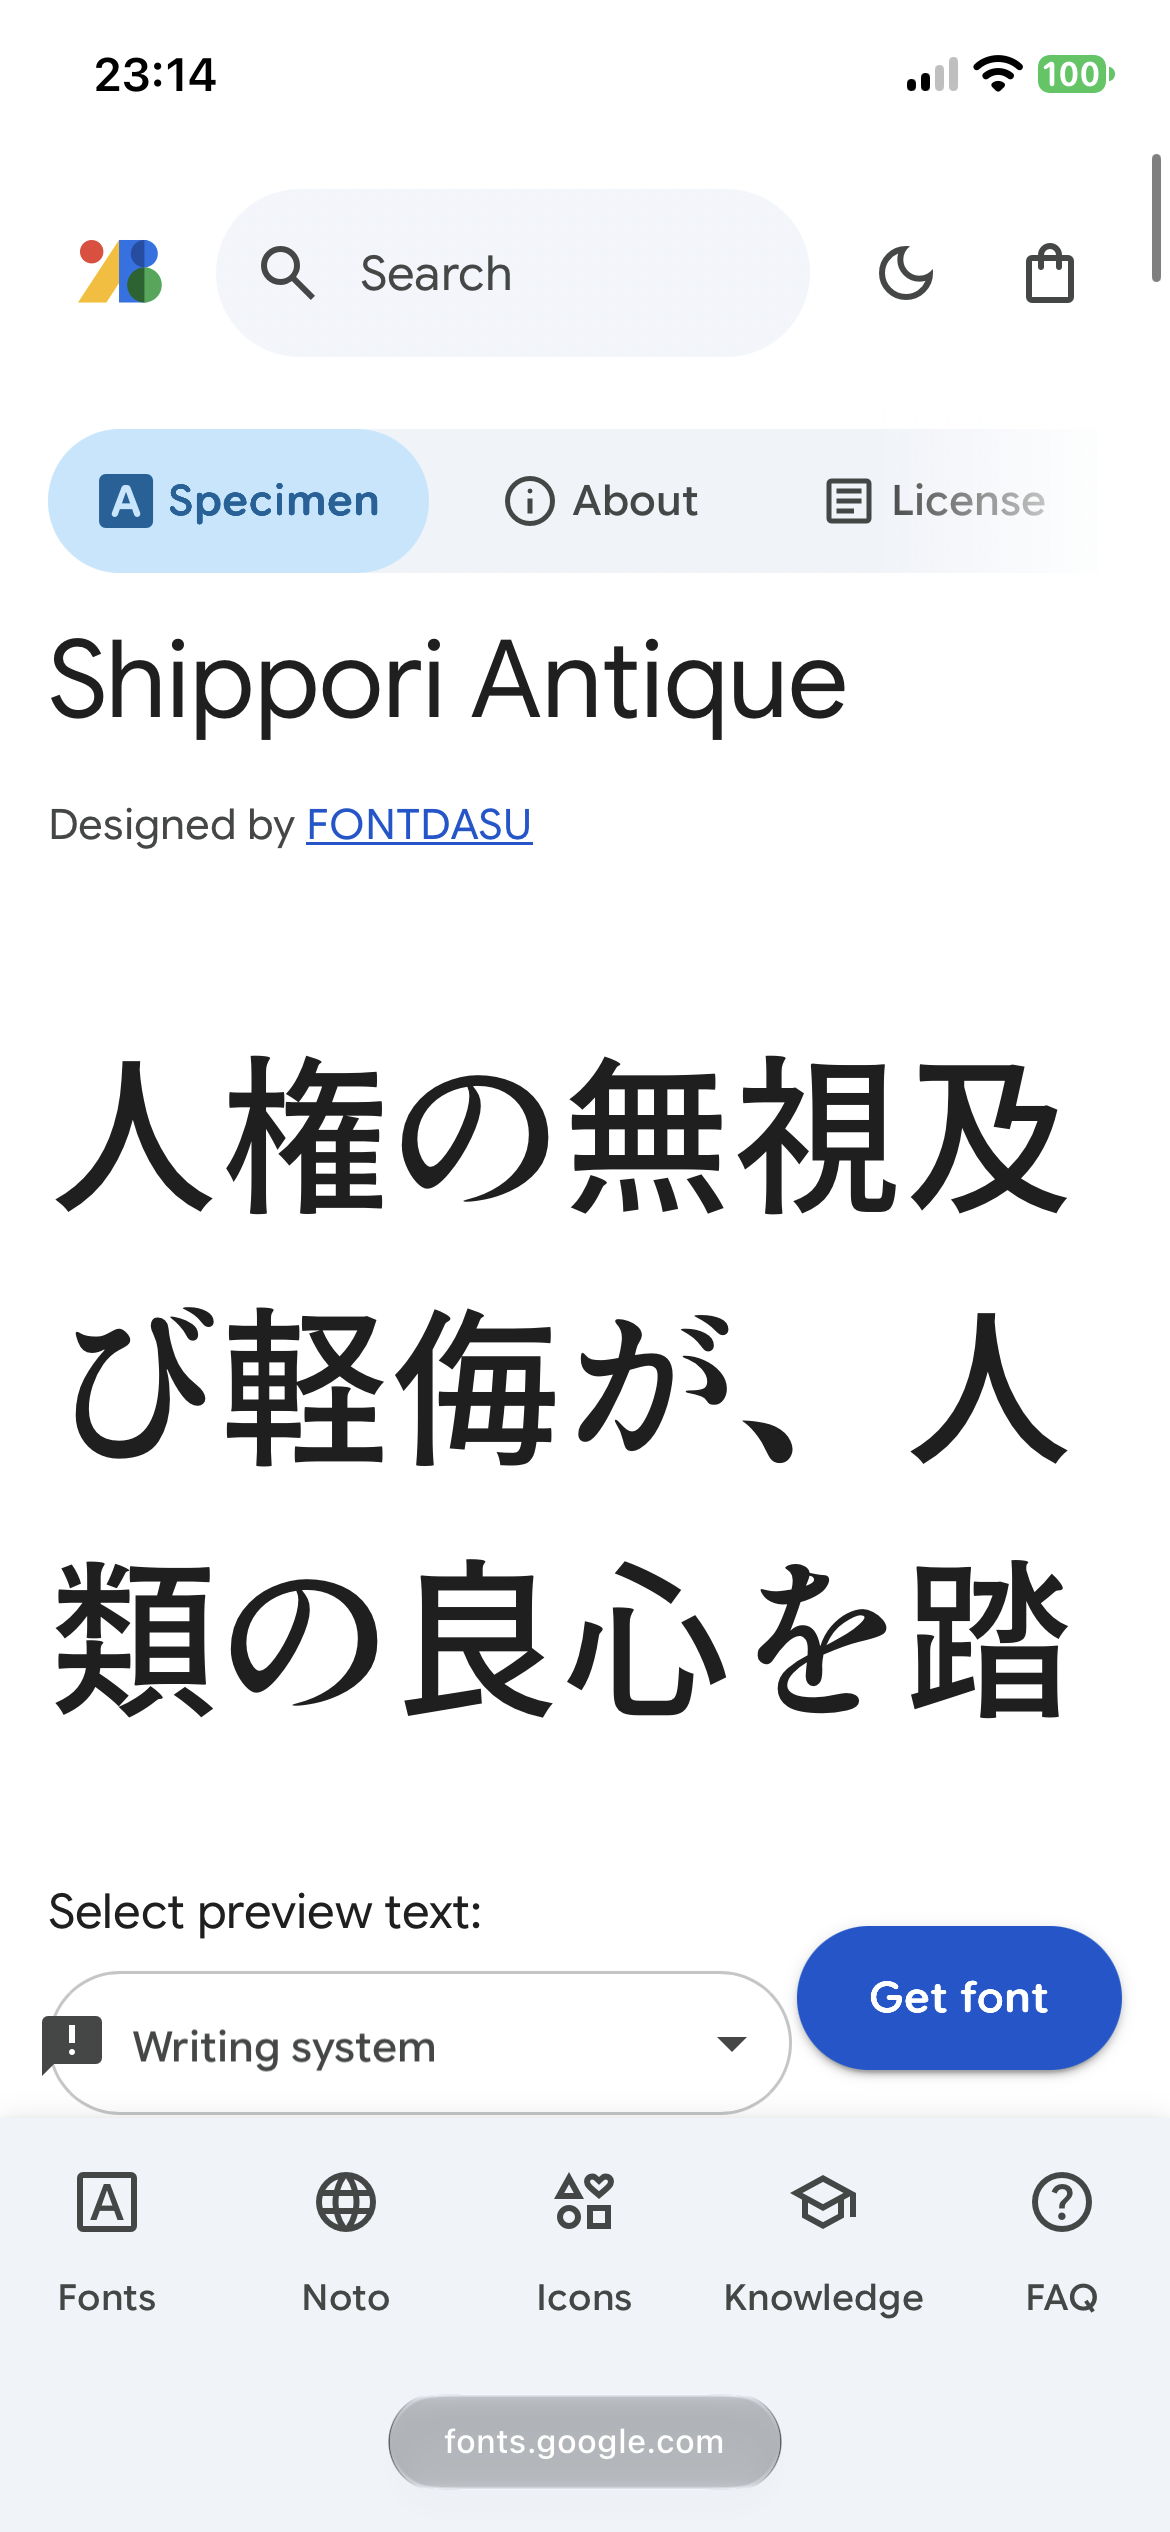 23:14
100
Search
Specimen
About
License
Shippori Antique
Designed by FONTDASU
人権の無視及
び軽侮が、人
類の良心を踏
Select preview text:
Writing system
Get font
Fonts
Noto
Icons
Knowledge
FAQ
fonts.google.com